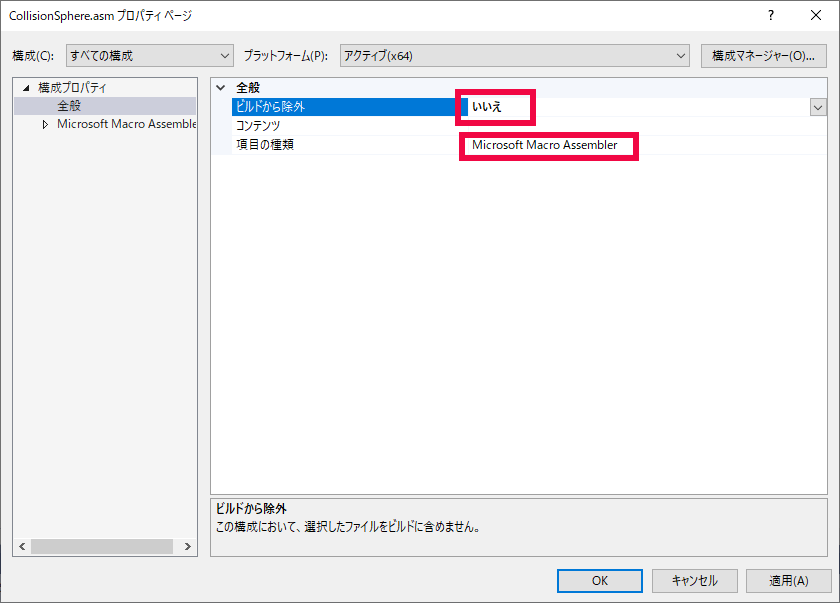 CollisionSphere.asm プロパティ ページ
?
構成(C):
すべての構成
プラットフォーム(P):
アクティブ(x64)
構成マネージャー(O)...
構成プロパティ
全般
Microsoft Macro Assemble
全般
ビルドから除外
いいえ
コンテンツ
項目の種類
Microsoft Macro Assembler
ビルドから除外
この構成において、選択したファイルをビルドに含めません。
OK
キャンセル
適用(A)